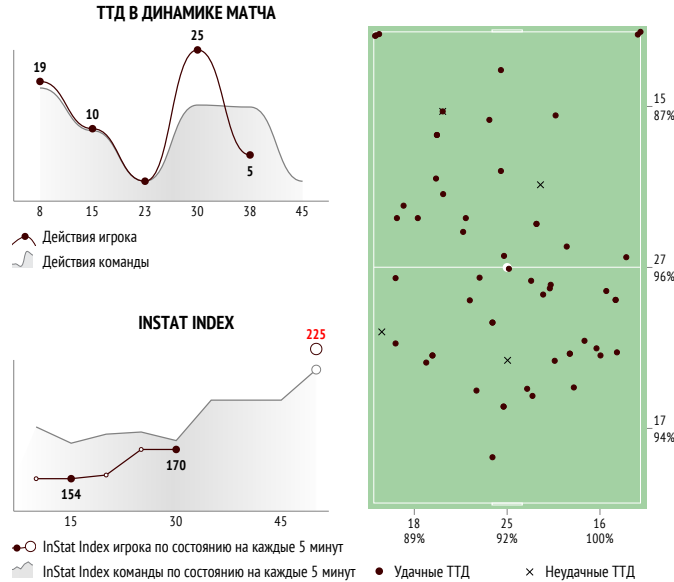 ТТД В ДИНАМИКЕ МАТЧА
19
10
25
5
8 15 23 30 38 45
Действия игрока
Действия команды
INSTAT INDEX
225
154
170
15 30 45
InStat Index игрока по состоянию на каждые 5 минут
InStat Index команды по состоянию на каждые 5 минут
15
87%
27
96%
17
94%
18 25 16
89% 92% 100%
Удачные ТТД
Неудачные ТТД